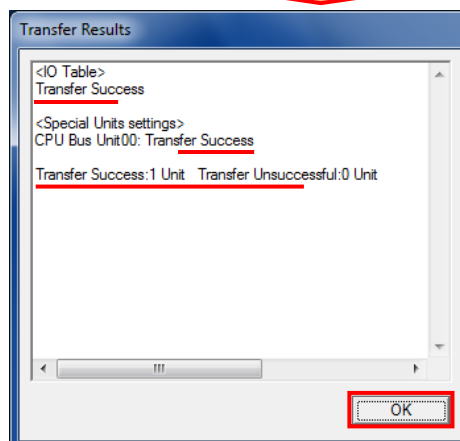 Transfer Results
<IO Table>
Transfer Success
<Special Units settings>
CPU Bus Unit00: Transfer Success
Transfer Success:1 Unit   Transfer Unsuccessful:0 Unit
OK